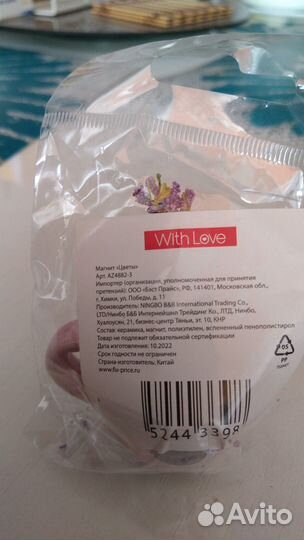 With Love
Магнит «Цветы»
Арт. AZ4882-3
Импортер (организация, уполномоченная для принятия
претензий): ООО «Бэст Прайс», РФ, 141401, Московская обл.,
г. Химки, ул. Победы, д. 11
Производитель: NINGBO B&B International Trading Co.,
LTD/Нинбо Б&Б Интернейшнл Трейдинг Ко., ЛТД, Нинбо,
Хуалоусян, 21, бизнес-центр Тяньи, эт. 10, КНР
Состав: керамика, магнит, полиэтилен, вспененный пенополистирол
Товар не подлежит обязательной сертификации
Дата изготовления: 10.2022
Срок годности не ограничен
Страна-изготовитель: Китай
www.fix-price.ru
05
PP
5244 3398
Avito